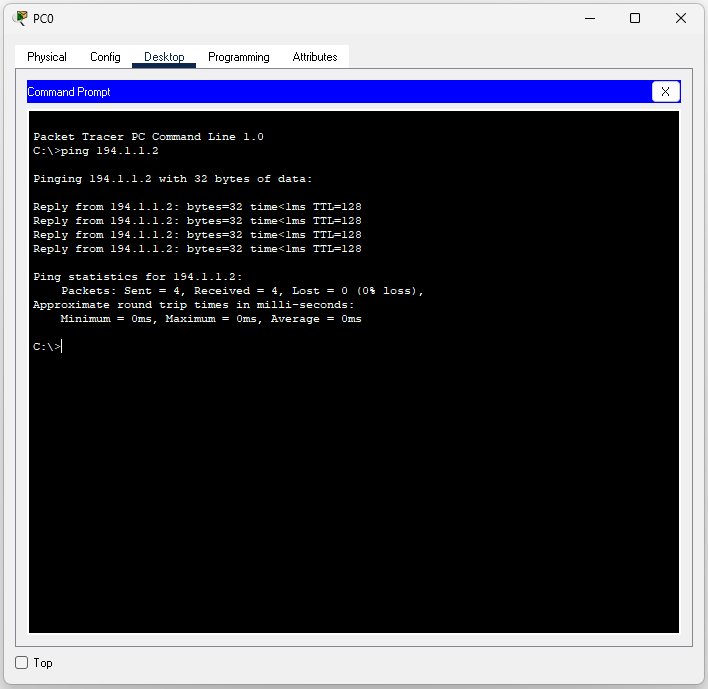 PC0
Physical Config Desktop Programming Attributes
Command Prompt X
Packet Tracer PC Command Line 1.0
C:\>ping 194.1.1.2
Pinging 194.1.1.2 with 32 bytes of data:
Reply from 194.1.1.2: bytes=32 time<1ms TTL=128
Reply from 194.1.1.2: bytes=32 time<1ms TTL=128
Reply from 194.1.1.2: bytes=32 time<1ms TTL=128
Reply from 194.1.1.2: bytes=32 time<1ms TTL=128
Ping statistics for 194.1.1.2:
    Packets: Sent = 4, Received = 4, Lost = 0 (0% loss),
Approximate round trip times in milli-seconds:
    Minimum = 0ms, Maximum = 0ms, Average = 0ms
C:\>
Top